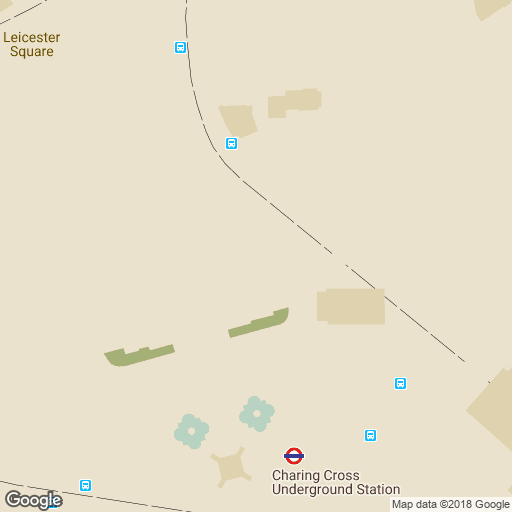 Leicester
Square
Charing Cross
Underground Station
Google
Map data ©2018 Google